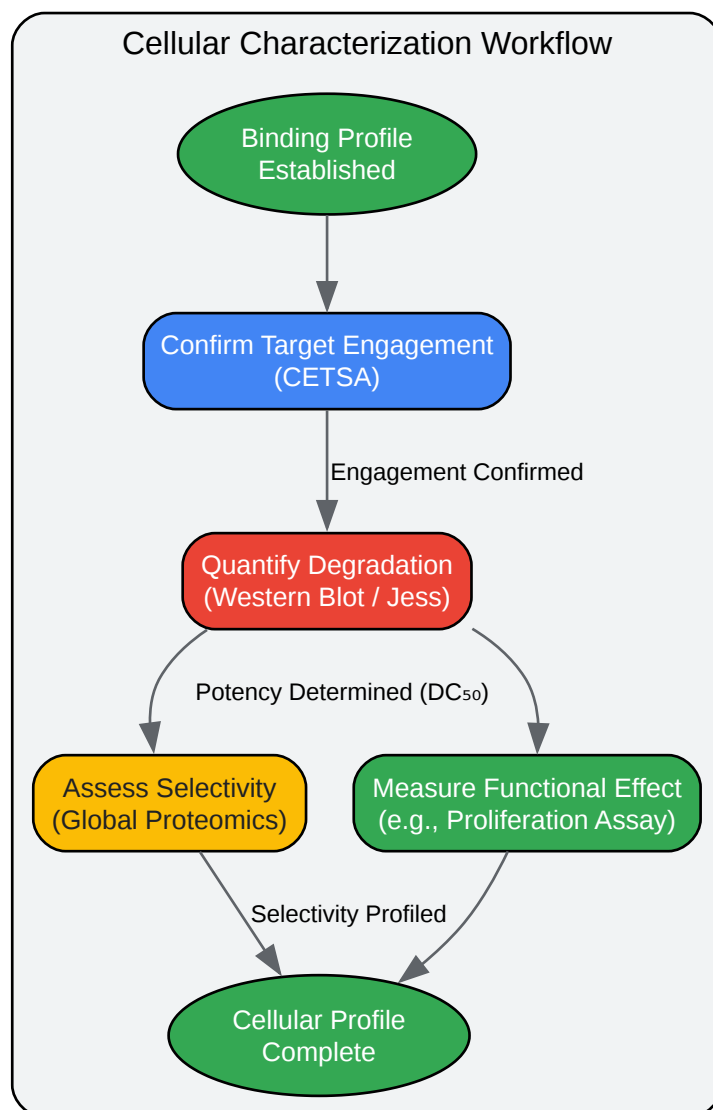 Cellular Characterization Workflow
Binding Profile
Established
Confirm Target Engagement
(CETSA)
Engagement Confirmed
Quantify Degradation
(Western Blot / Jess)
Potency Determined (DC₅₀)
Assess Selectivity
(Global Proteomics)
Measure Functional Effect
(e.g., Proliferation Assay)
Selectivity Profiled
Cellular Profile
Complete